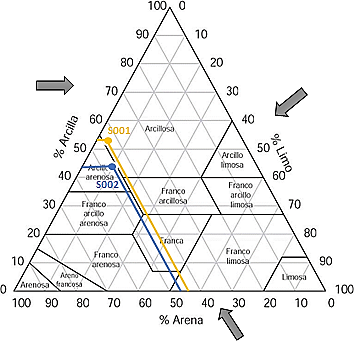 100 0
90 10
80 20
70 30
60 40
S001
% Arcilla
Arcillosa
% Limo
50 50
Arcillo
limosa
40 60
Arcillo
arenosa
S002
Franco
arcillosa
Franco
arcillo
limosa
30 70
Franco
arcillo
arenosa
20 80
Franca
10 90
Franco
arenosa
Franco
limosa
0 100
Arenosa
Areno
francosa
Limosa
100 90 80 70 60 50 40 30 20 10 0
% Arena